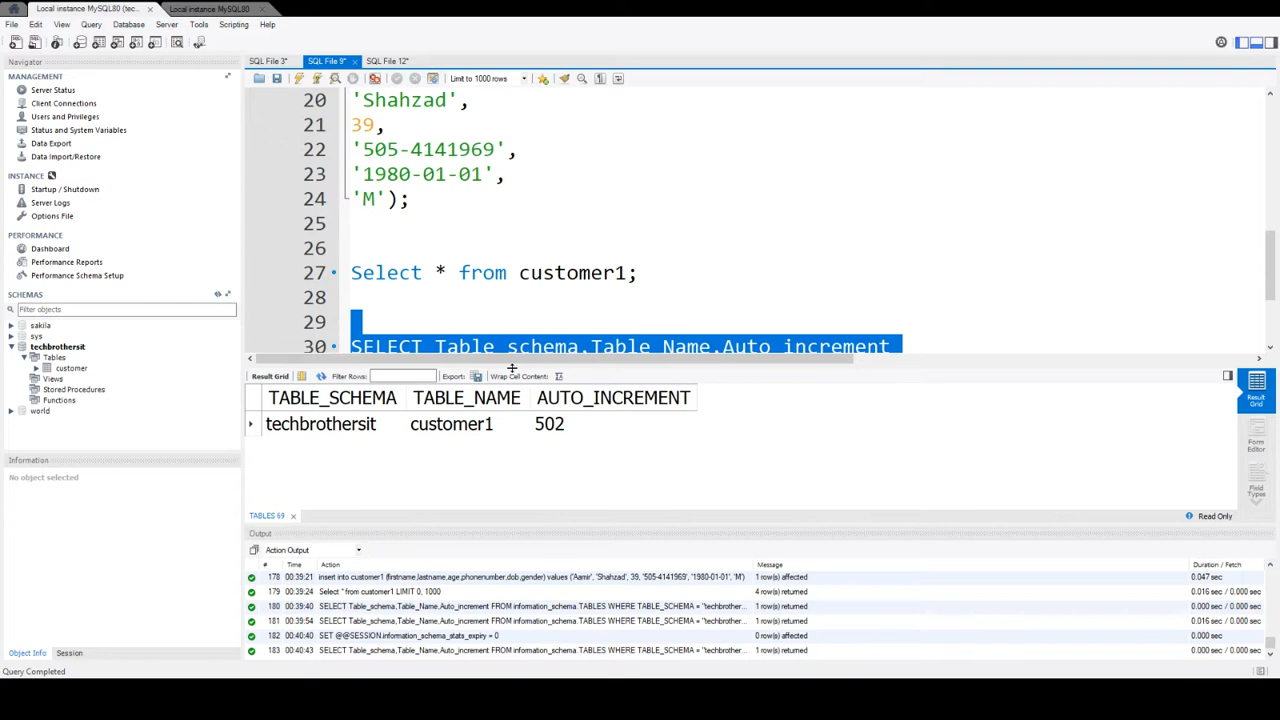 Local instance MySQL80 (tec... ×
Local instance MySQL80 ×
File Edit View Query Database Server Tools Scripting Help
Navigator
MANAGEMENT
Server Status
Client Connections
Users and Privileges
Status and System Variables
Data Export
Data Import/Restore
INSTANCE
Startup / Shutdown
Server Logs
Options File
PERFORMANCE
Dashboard
Performance Reports
Performance Schema Setup
SCHEMAS
Filter objects
sakila
sys
techbrothersit
Tables
customer
Views
Stored Procedures
Functions
world
Information
No object selected
Object Info Session
Query Completed
SQL File 3* SQL File 9* × SQL File 12*
Limit to 1000 rows
20 'Shahzad',
21 39,
22 '505-4141969',
23 '1980-01-01',
24 'M');
25
26
27 Select * from customer1;
28
29
30 SELECT Table_schema,Table_Name,Auto_increment
Result Grid Filter Rows: Export: Wrap Cell Content:
TABLE_SCHEMA TABLE_NAME AUTO_INCREMENT
techbrothersit customer1 502
Result Grid
Form Editor
Field Types
TABLES 69 × Read Only
Output
Action Output
# Time Action Message Duration / Fetch
178 00:39:21 insert into customer1 (firstname,lastname,age,phonenumber,dob,gender) values ('Aamir', 'Shahzad', 39, '505-4141969', '1980-01-01', 'M') 1 row(s) affected 0.047 sec
179 00:39:24 Select * from customer1 LIMIT 0, 1000 4 row(s) returned 0.016 sec / 0.000 sec
180 00:39:40 SELECT Table_schema,Table_Name,Auto_increment FROM information_schema.TABLES WHERE TABLE_SCHEMA = "techbrother... 1 row(s) returned 0.000 sec / 0.000 sec
181 00:39:54 SELECT Table_schema,Table_Name,Auto_increment FROM information_schema.TABLES WHERE TABLE_SCHEMA = "techbrother... 1 row(s) returned 0.016 sec / 0.000 sec
182 00:40:40 SET @@SESSION.information_schema_stats_expiry = 0 0 row(s) affected 0.000 sec
183 00:40:43 SELECT Table_schema,Table_Name,Auto_increment FROM information_schema.TABLES WHERE TABLE_SCHEMA = "techbrother... 1 row(s) returned 0.000 sec / 0.000 sec